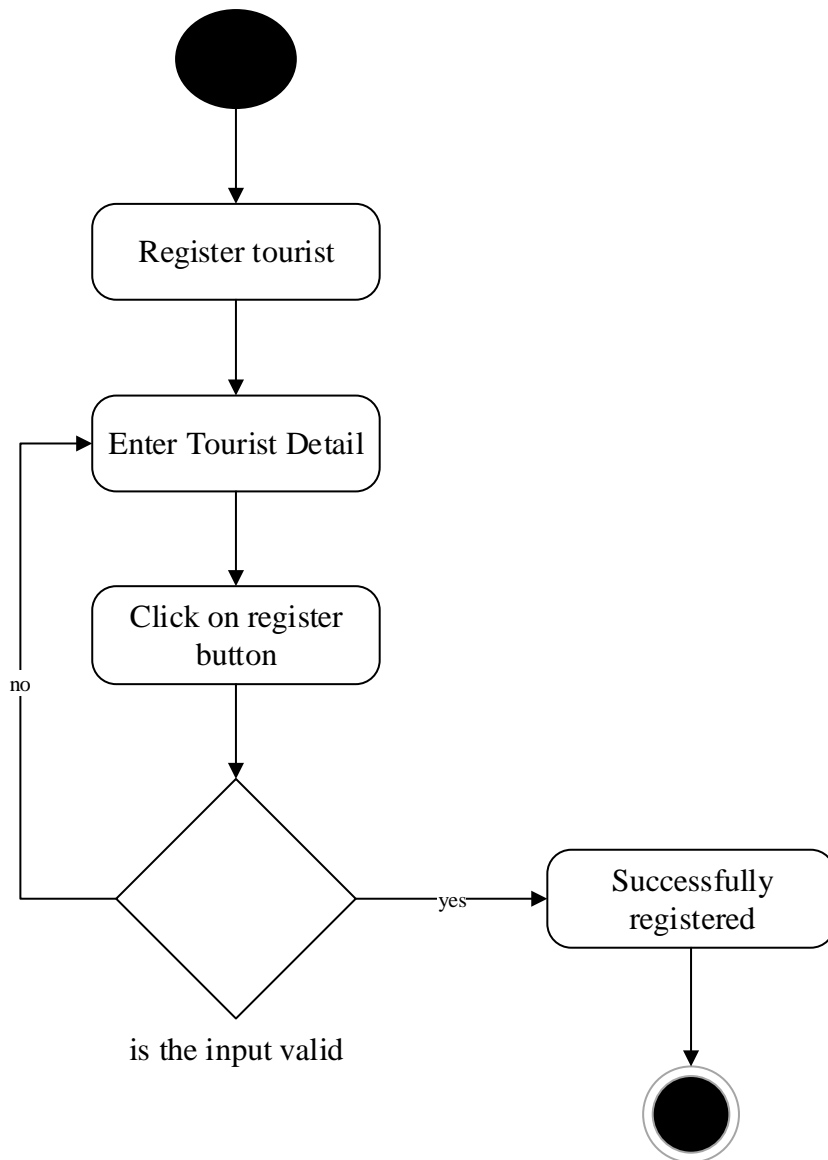 Register tourist
Enter Tourist Detail
Click on register
button
no
yes
Successfully
registered
is the input valid